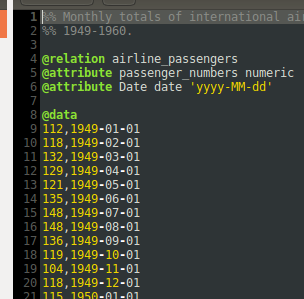 1 %% Monthly totals of international
2 %% 1949-1960.
3
4 @relation airline_passengers
5 @attribute passenger_numbers numeric
6 @attribute Date date 'yyyy-MM-dd'
7
8 @data
9 112,1949-01-01
10 118,1949-02-01
11 132,1949-03-01
12 129,1949-04-01
13 121,1949-05-01
14 135,1949-06-01
15 148,1949-07-01
16 148,1949-08-01
17 136,1949-09-01
18 119,1949-10-01
19 104,1949-11-01
20 118,1949-12-01
21 115,1950-01-01